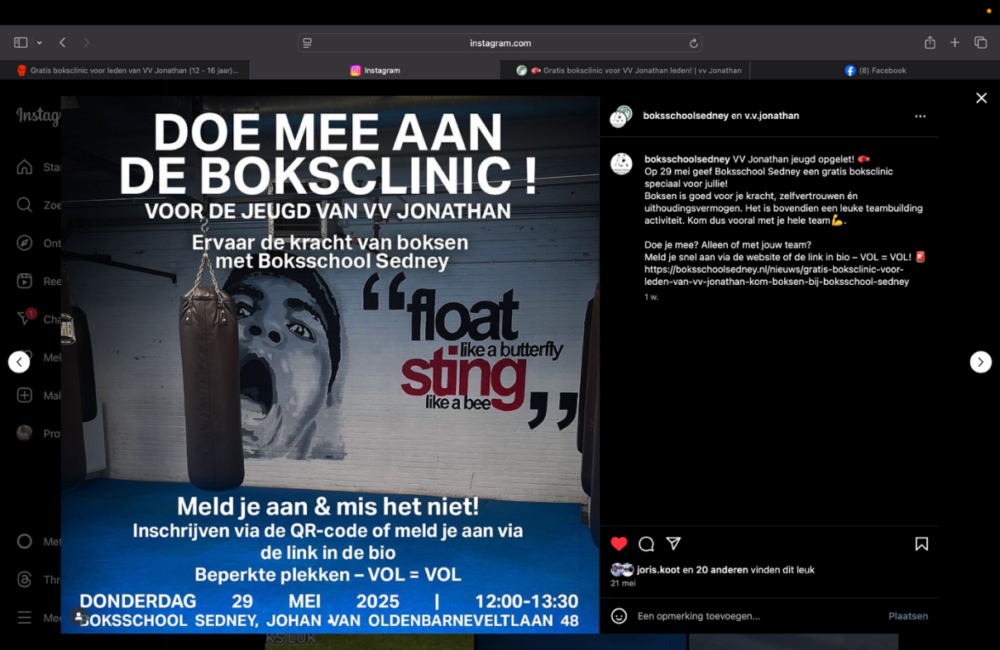 instagram.com
Gratis boksclinic voor leden van VV Jonathan (12 - 16 jaar)...
Instagram
🥊 Gratis boksclinic voor VV Jonathan leden! | vv Jonathan
(8) Facebook
Instag
Sta
Zoe
Ont
Ree
1
Cha
Mel
Mak
Pro
Met
Thr
Mee
DOE MEE AAN
DE BOKSCLINIC !
VOOR DE JEUGD VAN VV JONATHAN
Ervaar de kracht van boksen
met Boksschool Sedney
“float
like a butterfly
sting
like a bee”
Meld je aan & mis het niet!
Inschrijven via de QR-code of meld je aan via
de link in de bio
Beperkte plekken – VOL = VOL
DONDERDAG 29 MEI 2025 | 12:00-13:30
BOKSSCHOOL SEDNEY, JOHAN VAN OLDENBARNEVELTLAAN 48
boksschoolsedney en v.v.jonathan
boksschoolsedney VV Jonathan jeugd opgelet! 🥊
Op 29 mei geef Boksschool Sedney een gratis boksclinic
speciaal voor jullie!
Boksen is goed voor je kracht, zelfvertrouwen én
uithoudingsvermogen. Het is bovendien een leuke teambuilding
activiteit. Kom dus vooral met je hele team💪.
Doe je mee? Alleen of met jouw team?
Meld je snel aan via de website of de link in bio – VOL = VOL! 🚨
https://boksschoolsedney.nl/nieuws/gratis-boksclinic-voor-
leden-van-vv-jonathan-kom-boksen-bij-boksschool-sedney
1 w.
joris.koot en 20 anderen vinden dit leuk
21 mei
Een opmerking toevoegen...
Plaatsen